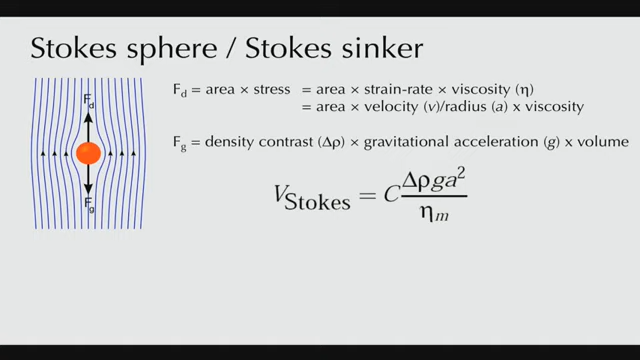 Stokes sphere / Stokes sinker
F_d = area × stress = area × strain-rate × viscosity (η)
= area × velocity (v)/radius (a) x viscosity
F_g = density contrast (Δρ) × gravitational acceleration (g) x volume
V_Stokes = C Δρga² / η_m
F_d
F_g